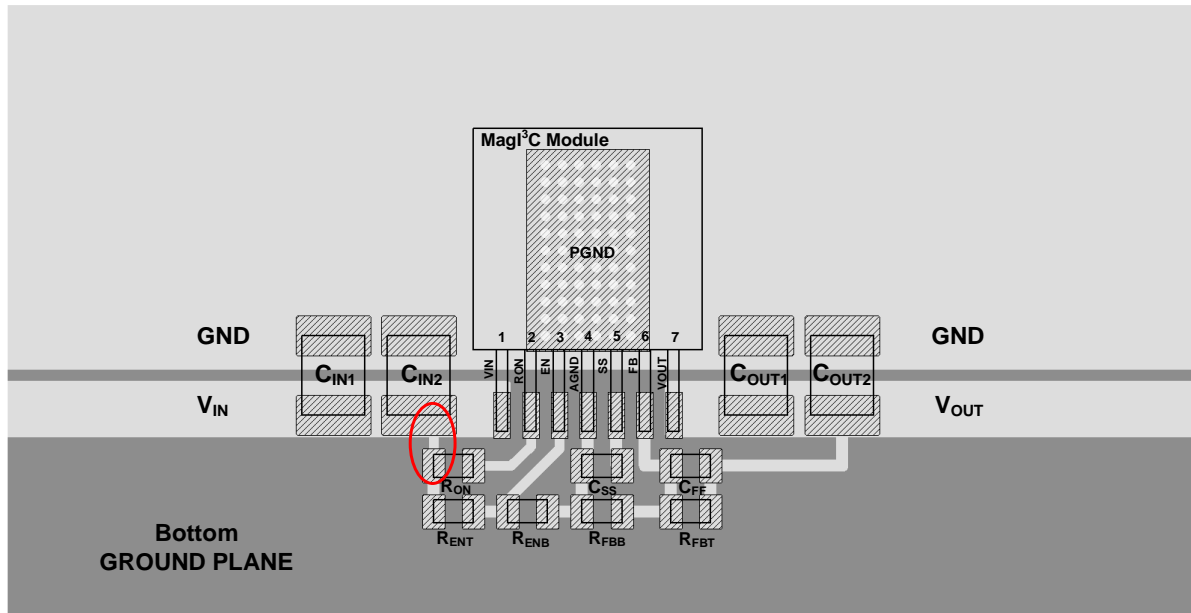 MagI³C Module
PGND
1 2 3 4 5 6 7
VIN
RON
EN
AGND
SS
FB
VOUT
GND
GND
CIN1
CIN2
COUT1
COUT2
VIN
VOUT
RON
CSS
CFF
RENT
RENB
RFBB
RFBT
Bottom
GROUND PLANE